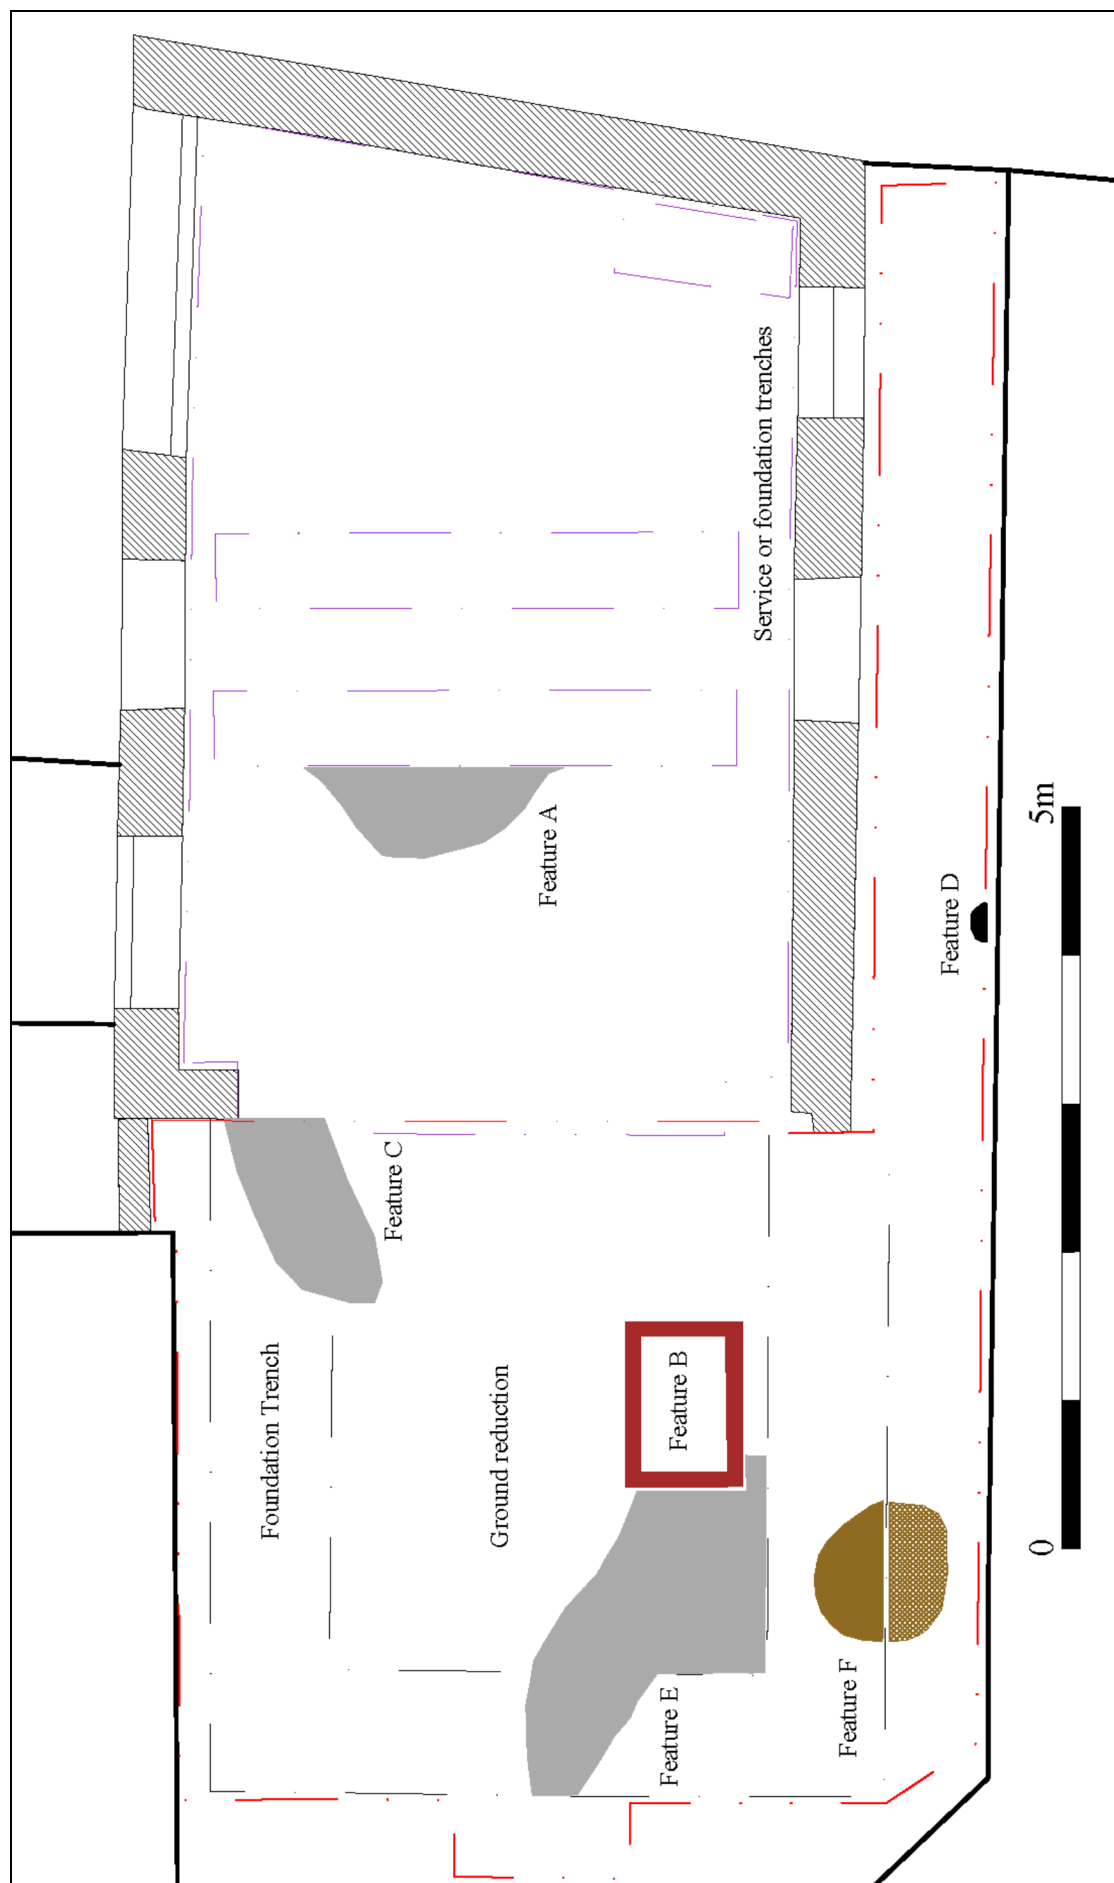 Service or foundation trenches
Feature A
Feature D
Feature C
Foundation Trench
Ground reduction
Feature B
Feature E
Feature F
0
5m